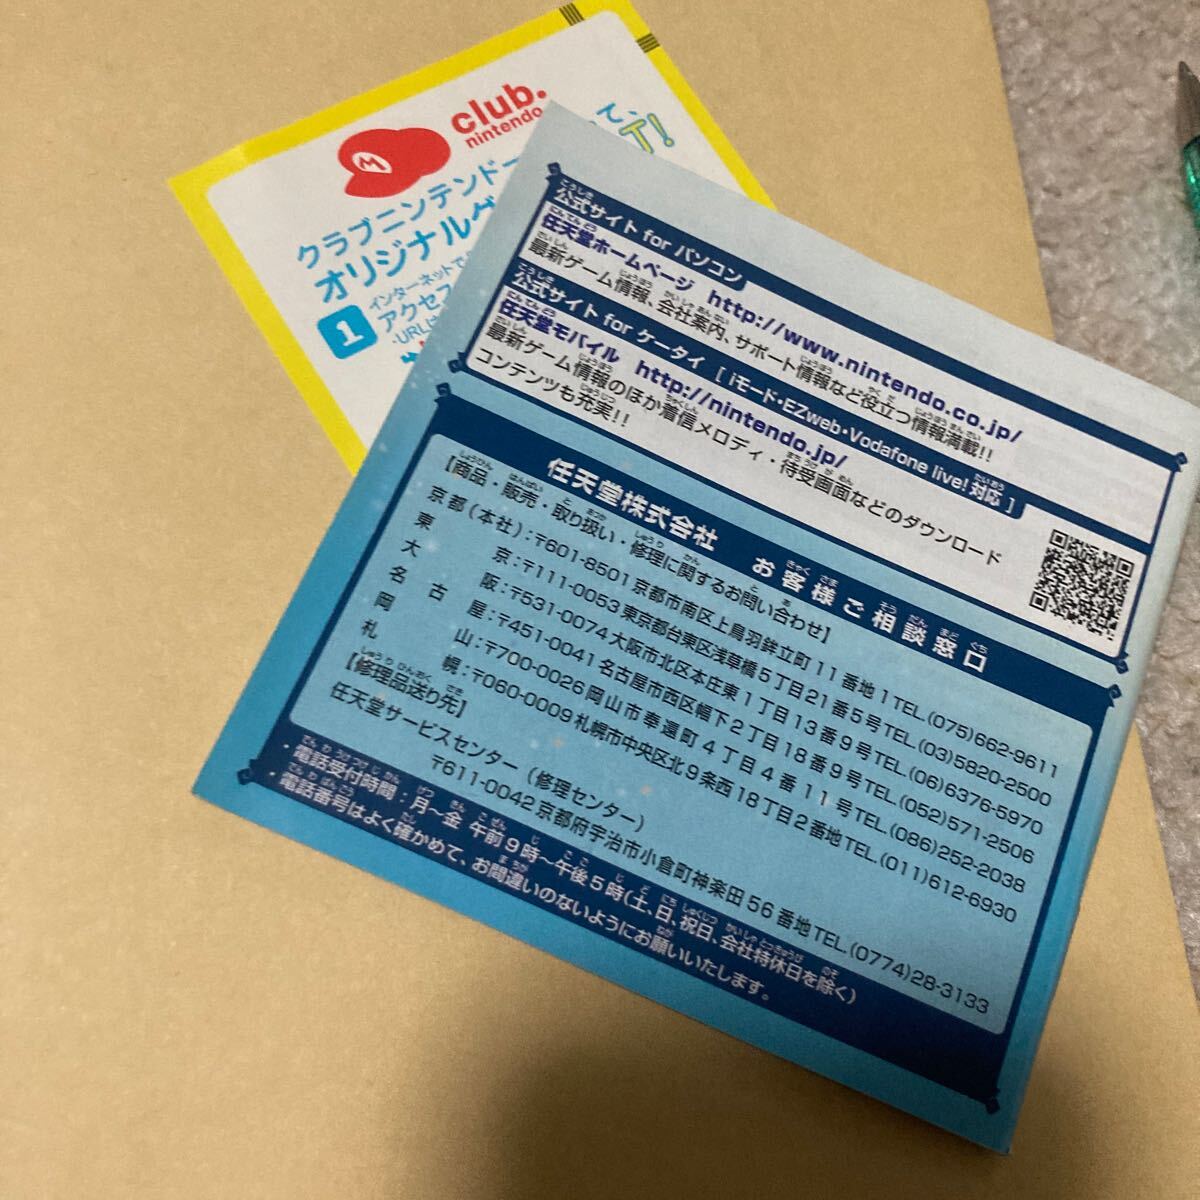 club.
nintendo
て、
T!
クラブニンテンドー
オリジナルグ
1
インターネットで
アクセス
公式サイト for パソコン
任天堂ホームページ http://www.nintendo.co.jp/
最新ゲーム情報、会社案内、サポート情報など役立つ情報満載!!
公式サイト for ケータイ [ iモード・EZweb・Vodafone live! 対応 ]
任天堂モバイル http://nintendo.jp/
最新ゲーム情報のほか着信メロディ・待受画面などのダウンロード
コンテンツも充実!!
任天堂株式会社 お客様ご相談窓口
【商品・販売・取り扱い・修理に関するお問い合わせ】
京都(本社):〒601-8501 京都市南区上鳥羽鉾立町11番地1 TEL.(075)662-9611
東京:〒111-0053 東京都台東区浅草橋5丁目21番5号 TEL.(03)5820-2500
大阪:〒531-0074 大阪市北区本庄東1丁目13番9号 TEL.(06)6376-5970
名古屋:〒451-0041 名古屋市西区幅下2丁目18番9号 TEL.(052)571-2506
岡山:〒700-0026 岡山市奉還町4丁目4番11号 TEL.(086)252-2038
札幌:〒060-0009 札幌市中央区北9条西18丁目2番地 TEL.(011)612-6930
【修理品送り先】
任天堂サービスセンター(修理センター)
〒611-0042 京都府宇治市小倉町神楽田56番地 TEL.(0774)28-3133
・電話受付時間:月〜金 午前9時〜午後5時(土、日、祝日、会社特休日を除く)
・電話番号はよく確かめて、お間違いのないようにお願いいたします。